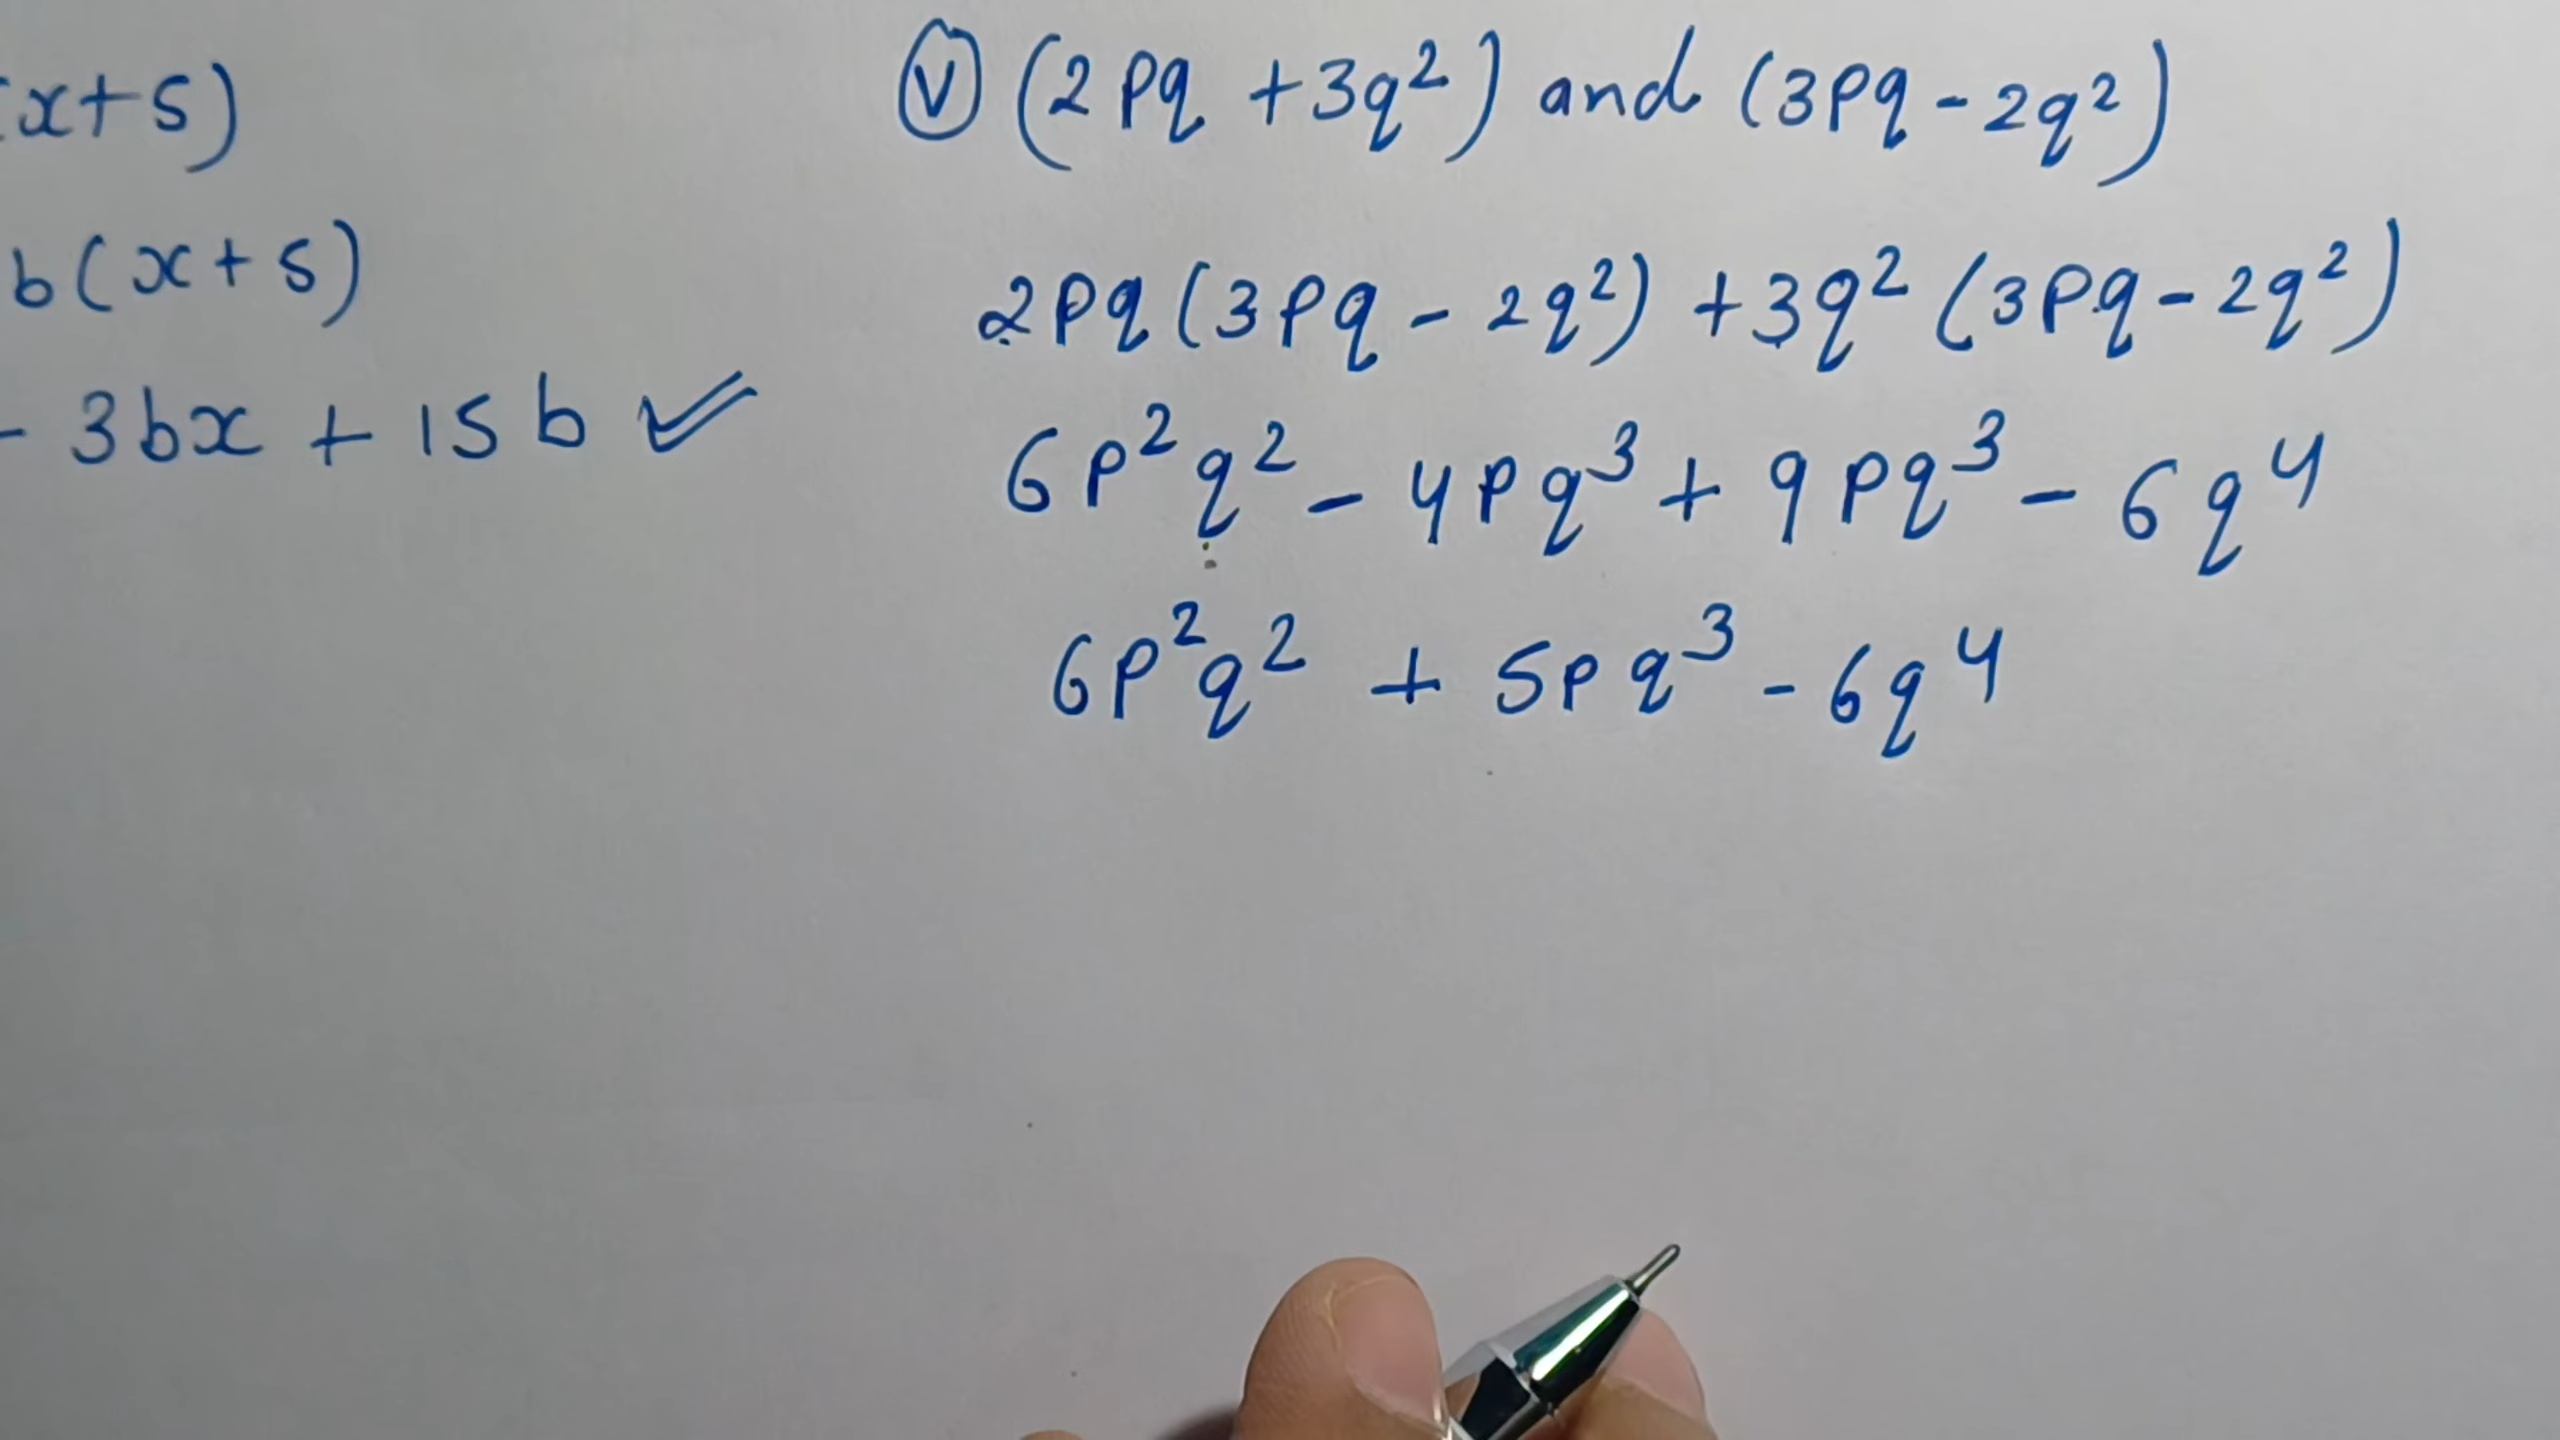 (x+5)
b(x+5)
- 3bx + 15b ✓
(V) (2pq + 3q²) and (3pq - 2q²)
2pq(3pq - 2q²) + 3q² (3pq - 2q²)
6p²q² - 4pq³ + 9pq³ - 6q⁴
6p²q² + 5pq³ - 6q⁴